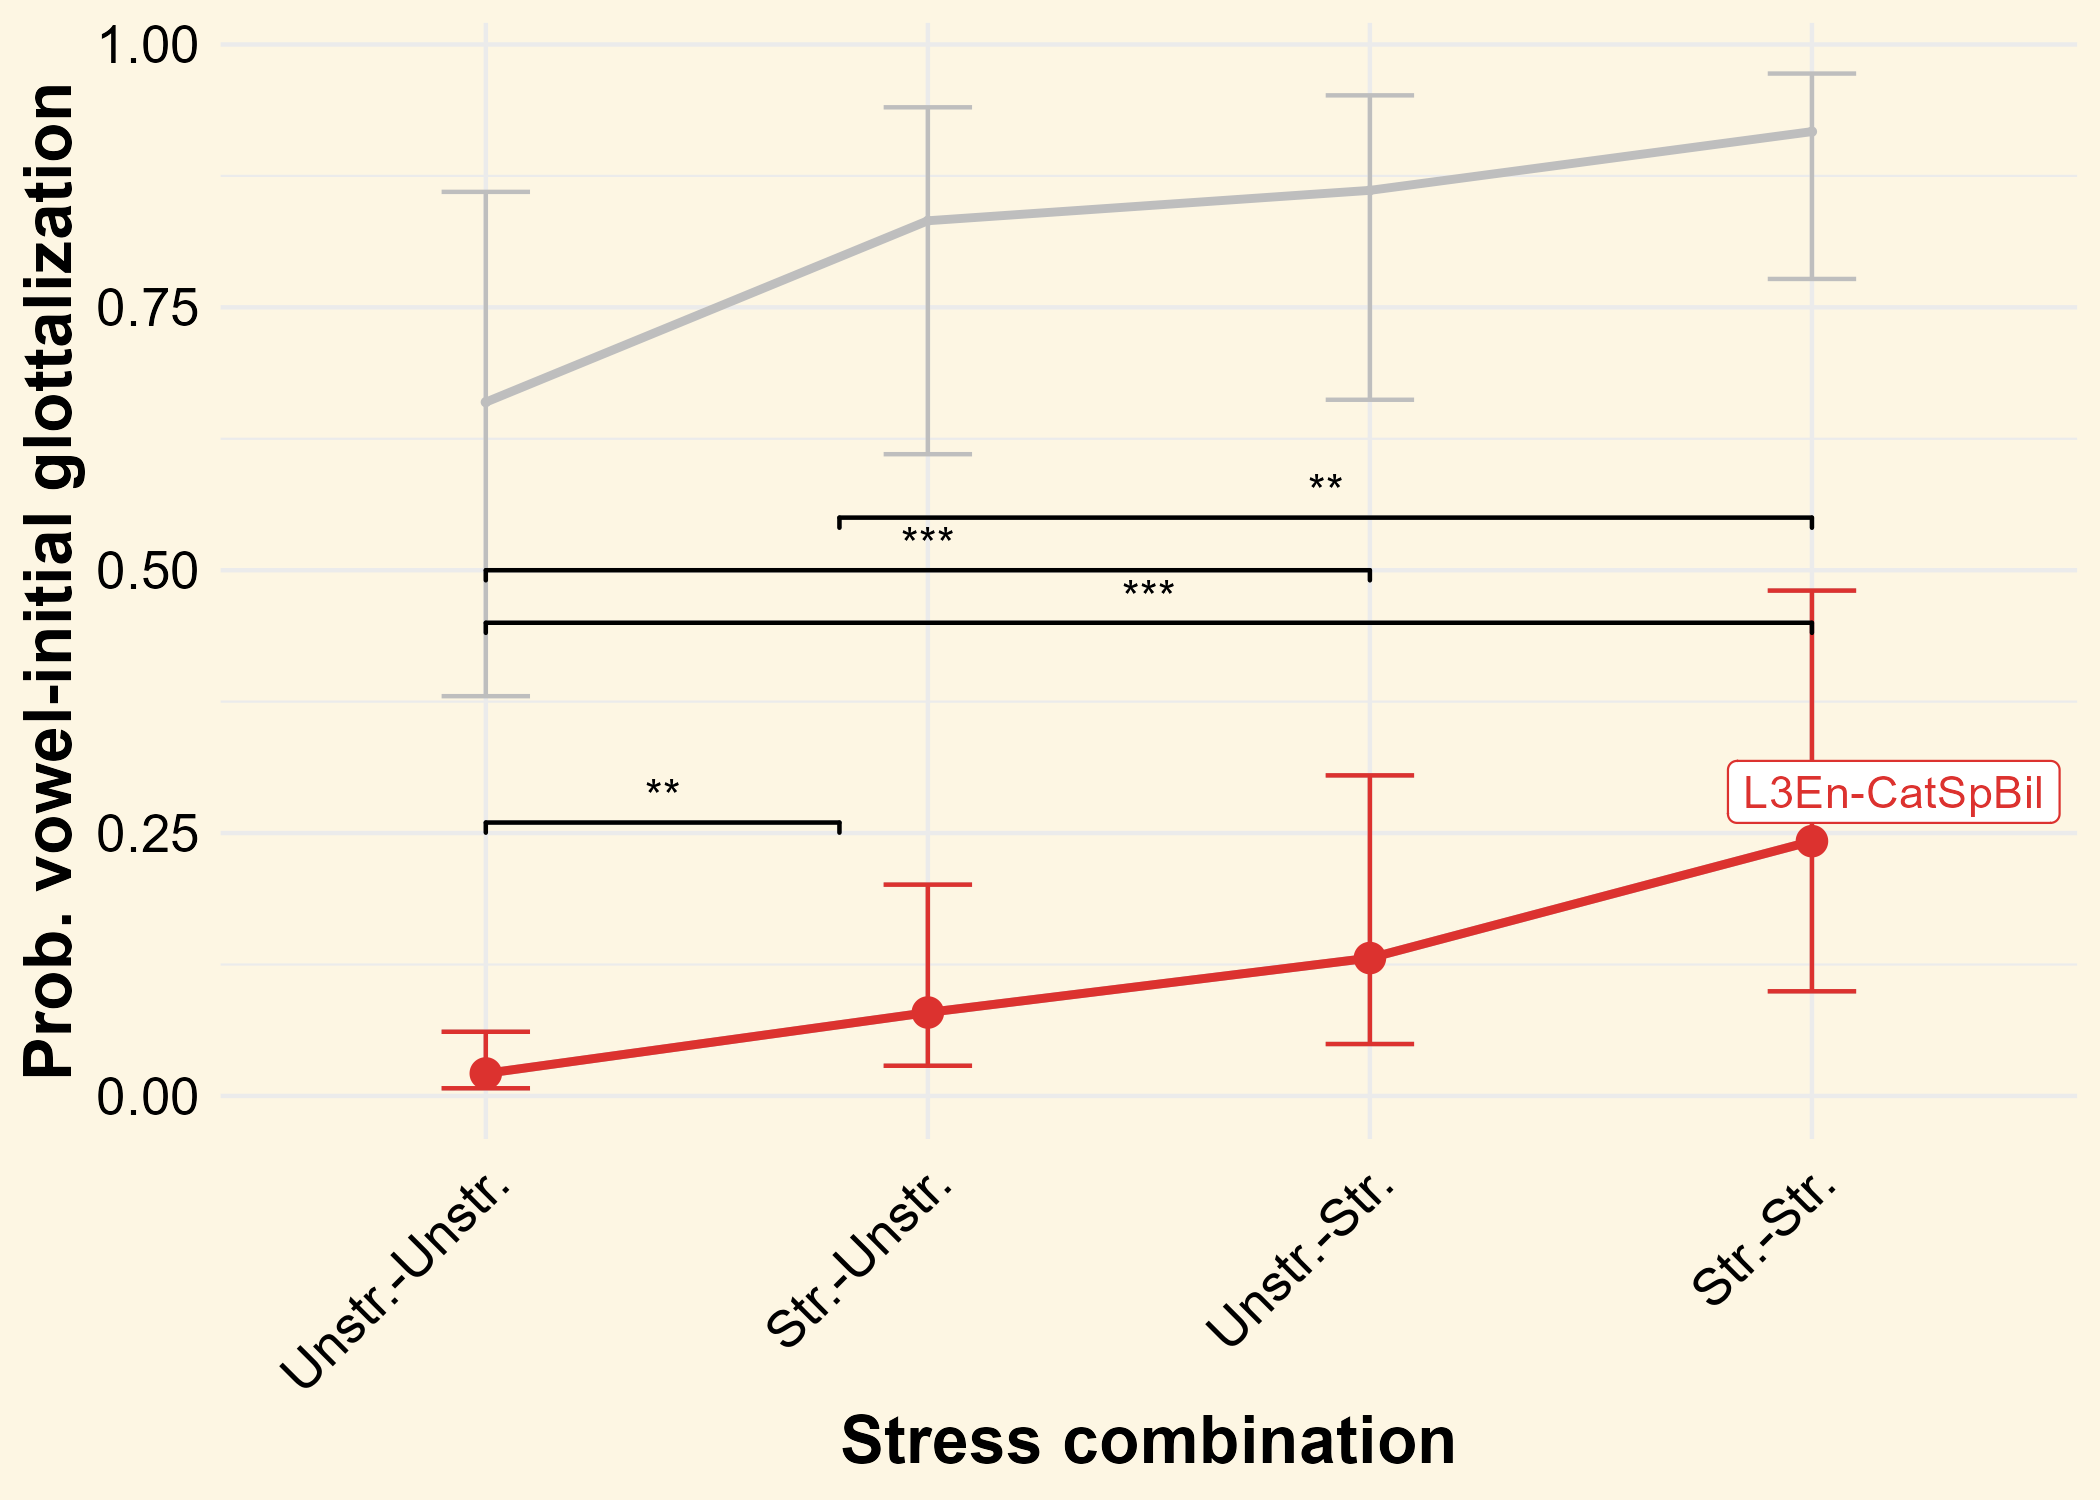 Prob. vowel-initial glottalization
1.00
0.75
0.50
0.25
0.00
**
***
***
**
L3En-CatSpBil
Unstr.-Unstr.
Str.-Unstr.
Unstr.-Str.
Str.-Str.
Stress combination